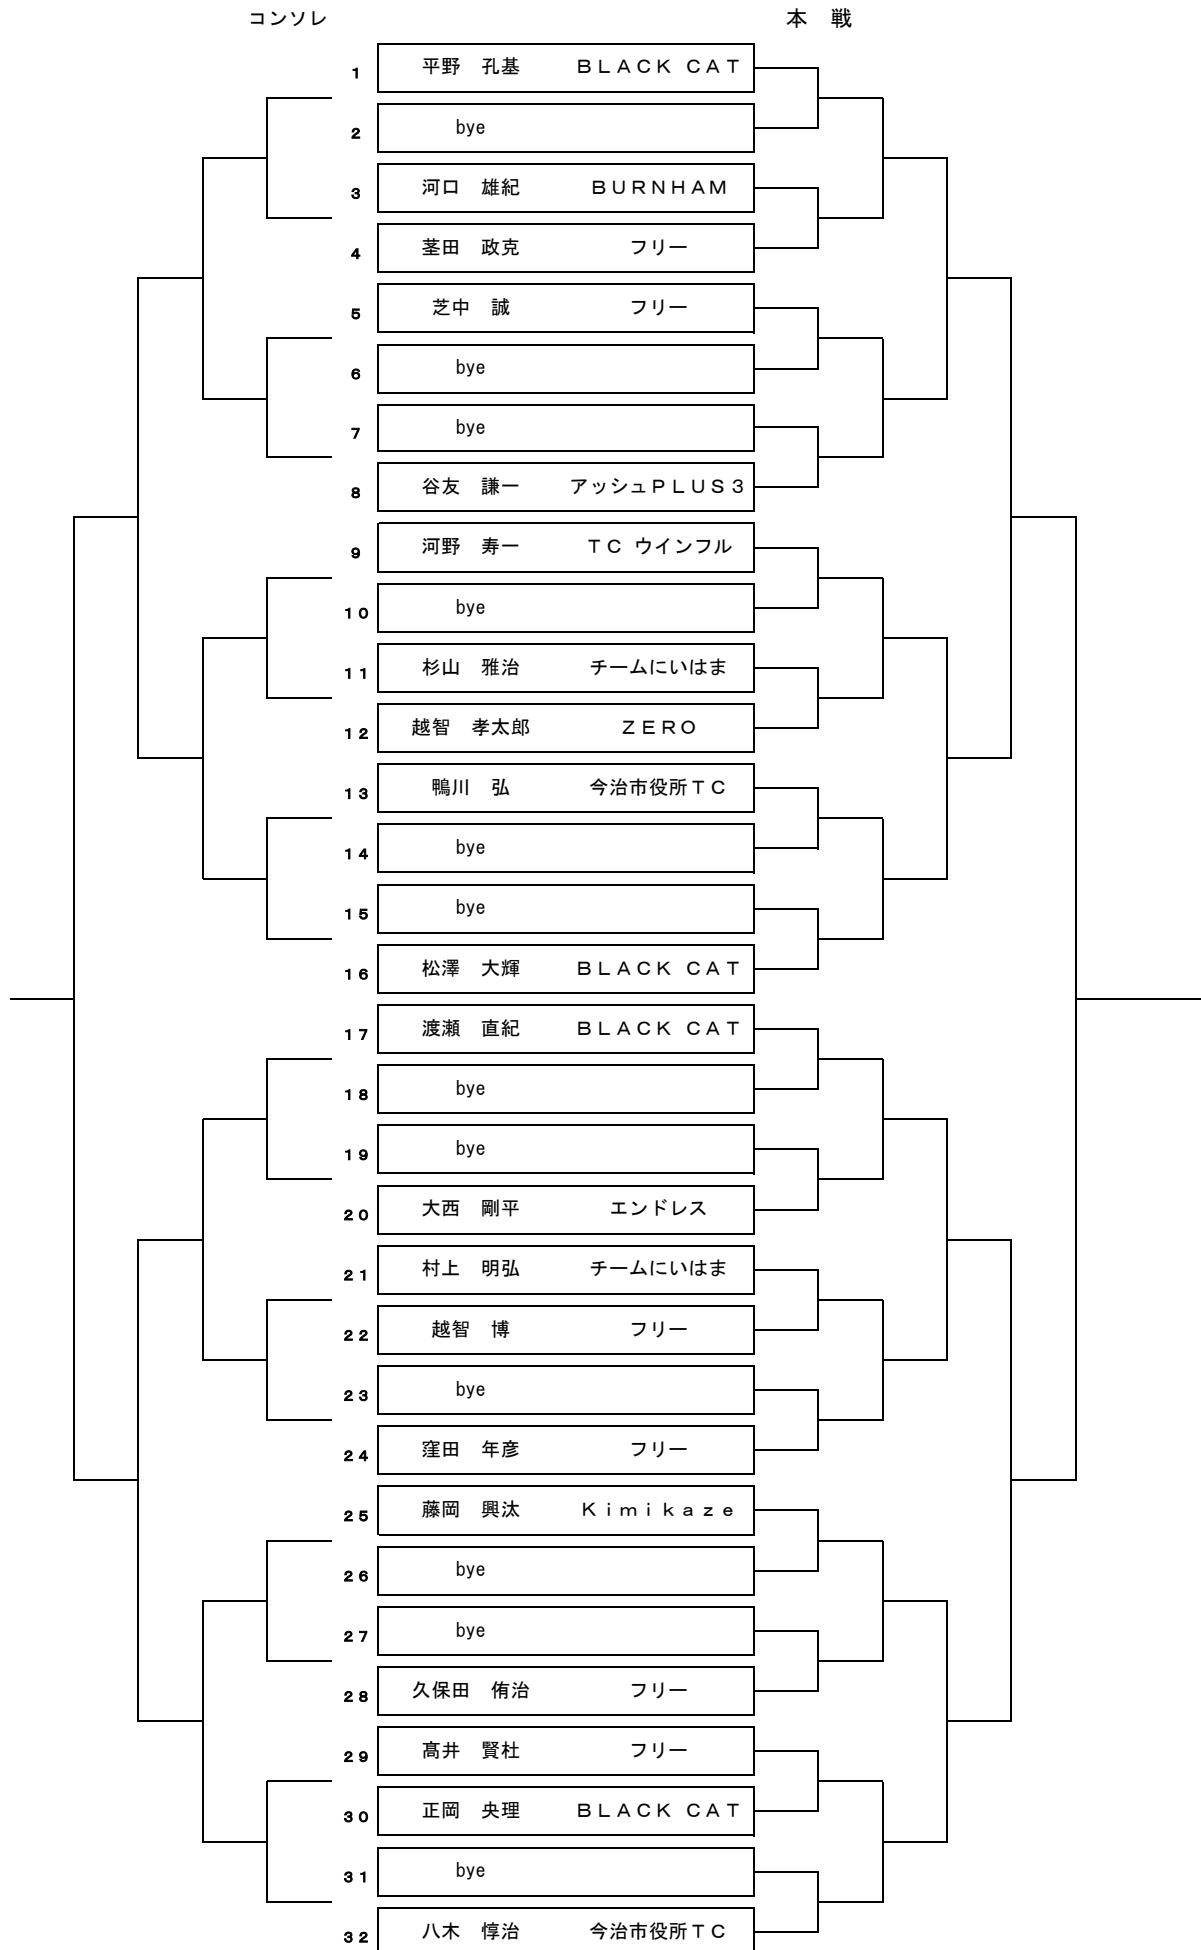 コンソレ　本　戦
1　平野　孔基　ＢＬＡＣＫ ＣＡＴ
2　bye
3　河口　雄紀　ＢＵＲＮＨＡＭ
4　茎田　政克　フリー
5　芝中　誠　フリー
6　bye
7　bye
8　谷友　謙一　アッシュＰＬＵＳ３
9　河野　寿一　ＴＣ ウインフル
10　bye
11　杉山　雅治　チームにいはま
12　越智　孝太郎　ＺＥＲＯ
13　鴨川　弘　今治市役所ＴＣ
14　bye
15　bye
16　松澤　大輝　ＢＬＡＣＫ ＣＡＴ
17　渡瀬　直紀　ＢＬＡＣＫ ＣＡＴ
18　bye
19　bye
20　大西　剛平　エンドレス
21　村上　明弘　チームにいはま
22　越智　博　フリー
23　bye
24　窪田　年彦　フリー
25　藤岡　興汰　Ｋｉｍｉｋａｚｅ
26　bye
27　bye
28　久保田　侑治　フリー
29　髙井　賢杜　フリー
30　正岡　央理　ＢＬＡＣＫ ＣＡＴ
31　bye
32　八木　惇治　今治市役所ＴＣ